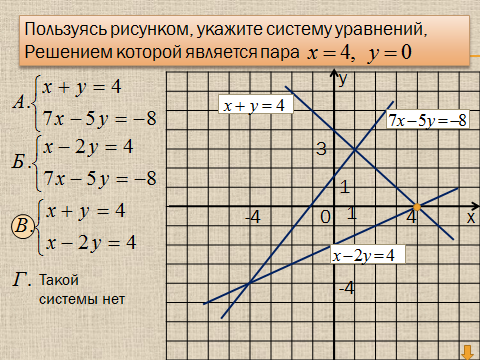 Пользуясь рисунком, укажите систему уравнений,
Решением которой является пара x = 4, y = 0
А. { x + y = 4
7x − 5y = −8
Б. { x − 2y = 4
7x − 5y = −8
В. { x + y = 4
x − 2y = 4
Г. Такой
системы нет
y
x + y = 4
7x−5y=−8
3
1
-4 0 1 4 x
x−2y=4
-4